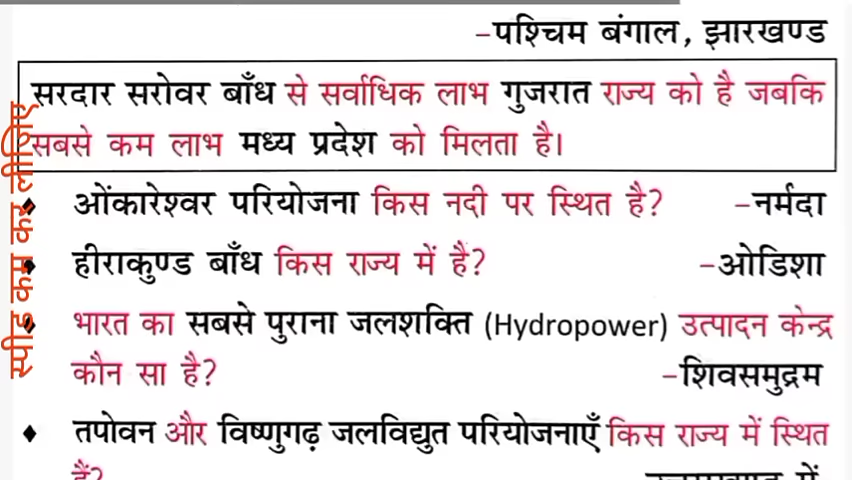 –पश्चिम बंगाल, झारखण्ड
सरदार सरोवर बाँध से सर्वाधिक लाभ गुजरात राज्य को है जबकि
सबसे कम लाभ मध्य प्रदेश को मिलता है।
♦ ओंकारेश्वर परियोजना किस नदी पर स्थित है? –नर्मदा
♦ हीराकुण्ड बाँध किस राज्य में है? –ओडिशा
♦ भारत का सबसे पुराना जलशक्ति (Hydropower) उत्पादन केन्द्र
कौन सा है? –शिवसमुद्रम
♦ तपोवन और विष्णुगढ़ जलविद्युत परियोजनाएँ किस राज्य में स्थित
हैं?
स्पीड कम कर लीजिए